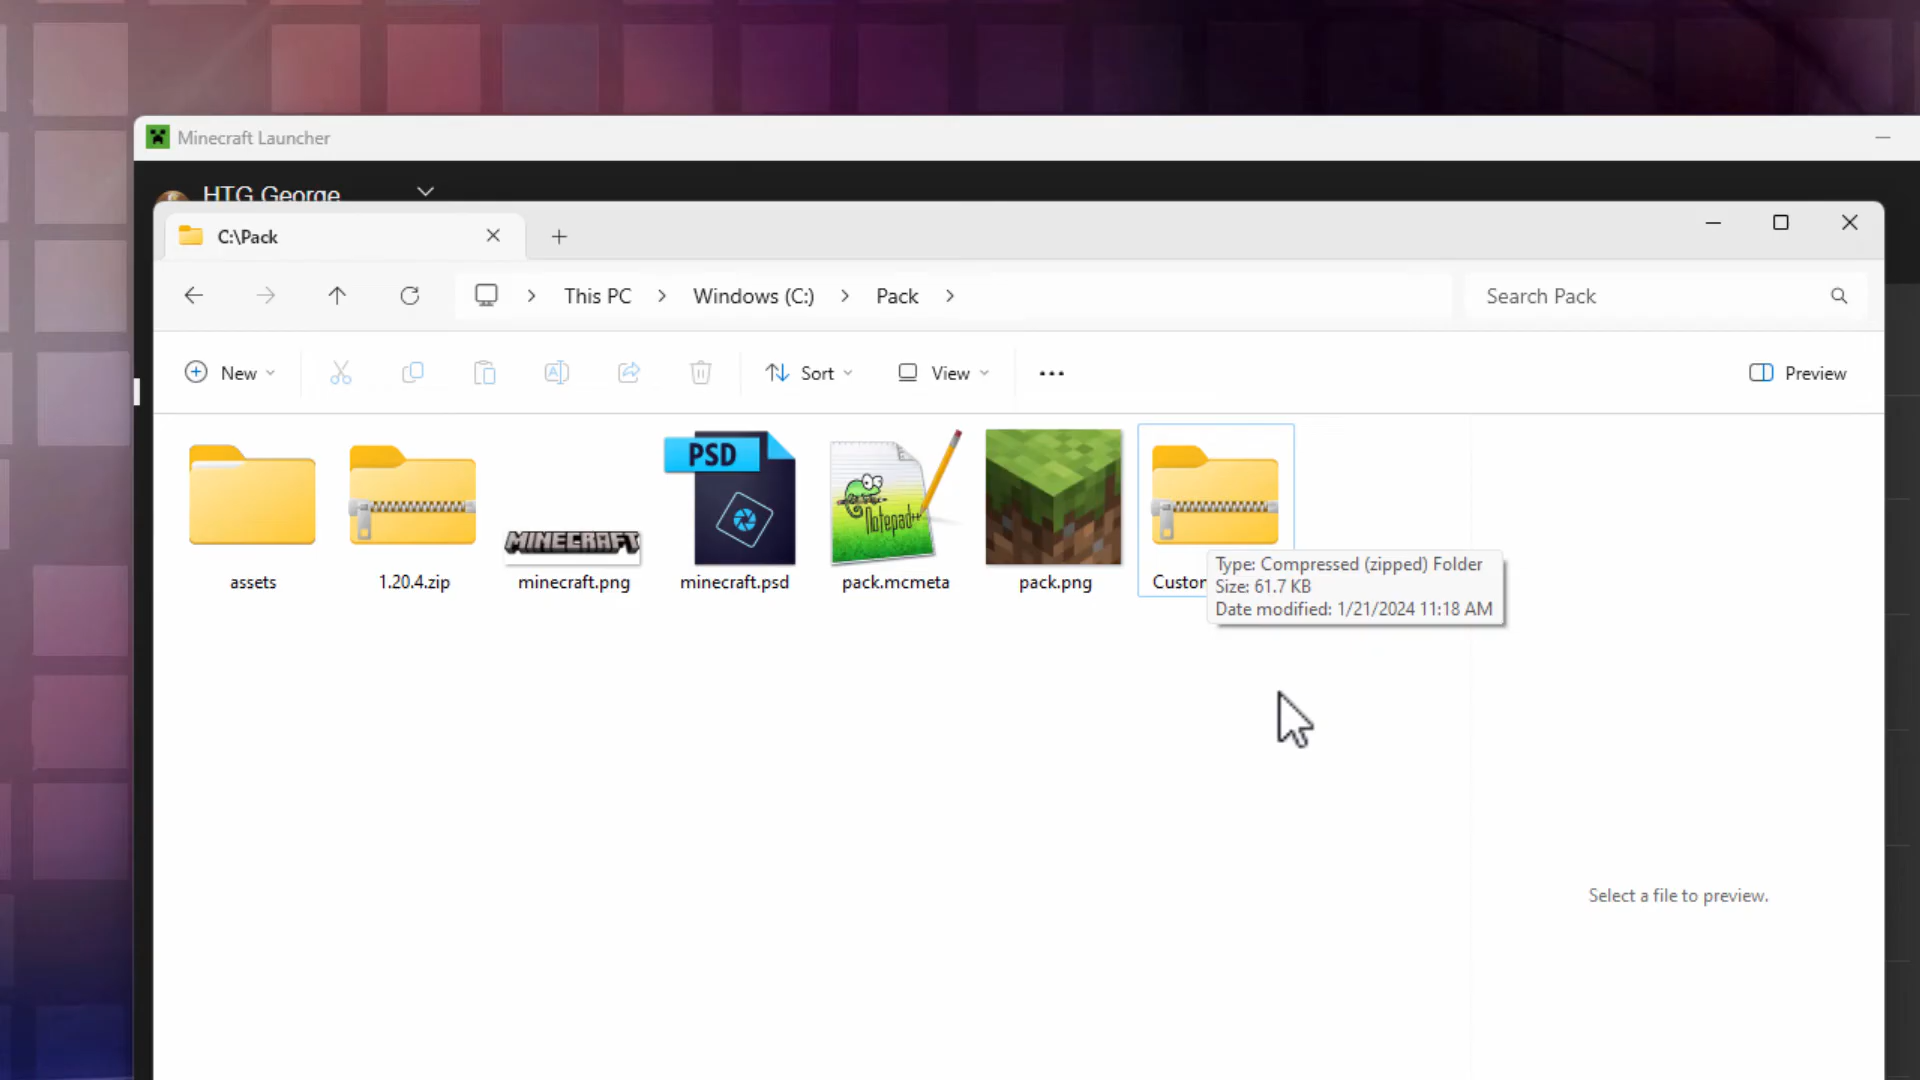 Minecraft Launcher
HTG George
C:\Pack
This PC
Windows (C:)
Pack
Search Pack
New
Sort
View
Preview
PSD
Notepad++
MINECRAFT
assets
1.20.4.zip
minecraft.png
minecraft.psd
pack.mcmeta
pack.png
Type: Compressed (zipped) Folder
Size: 61.7 KB
Date modified: 1/21/2024 11:18 AM
Select a file to preview.